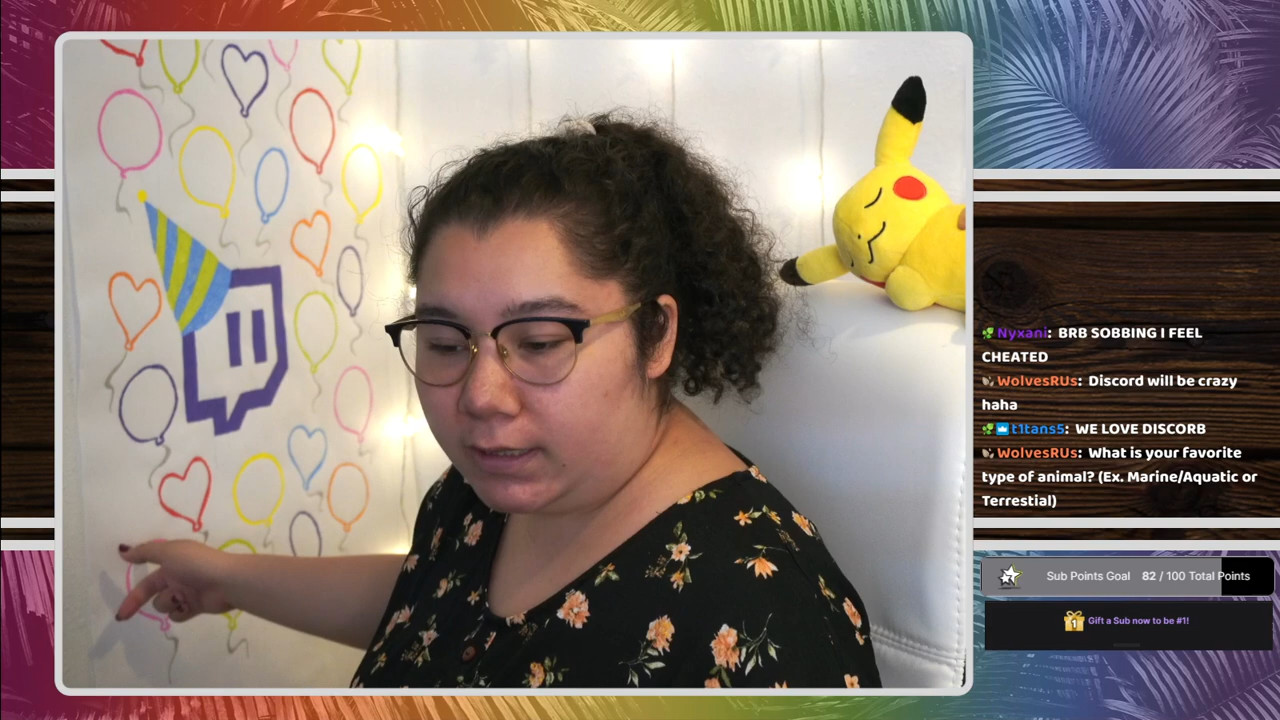 Nyxani: BRB SOBBING I FEEL
CHEATED
WolvesRUs: Discord will be crazy
haha
t1tans5: WE LOVE DISCORB
WolvesRUs: What is your favorite
type of animal? (Ex. Marine/Aquatic or
Terrestial)
Sub Points Goal 82 / 100 Total Points
1 Gift a Sub now to be #1!